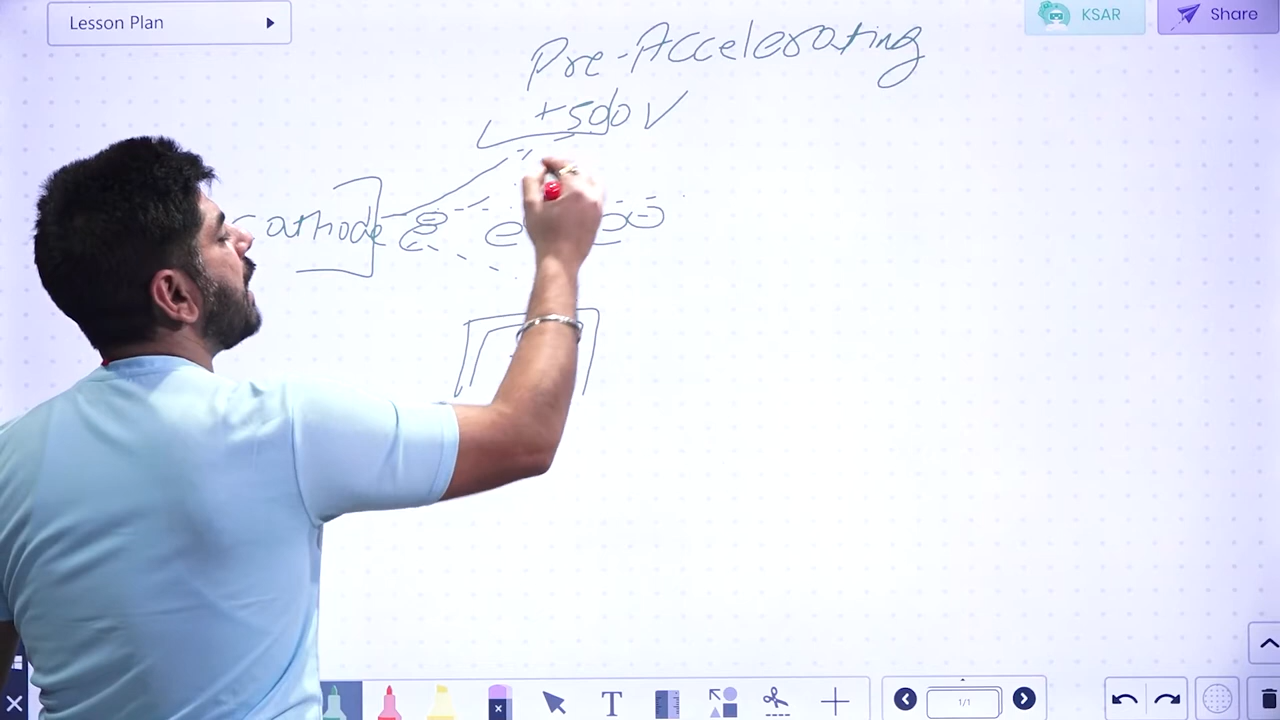 Lesson Plan
KSAR
Share
Pre-Accelerating
+500V
Cathode
1/1